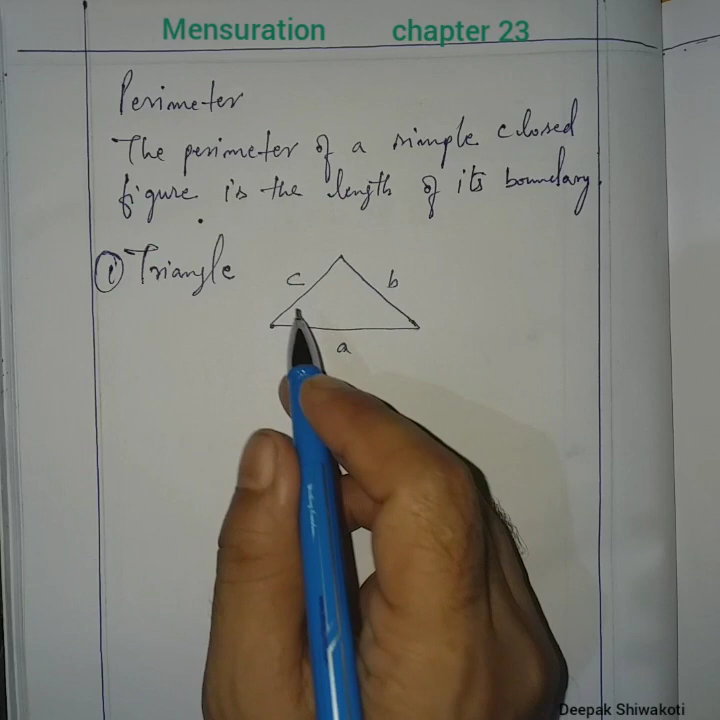 Mensuration chapter 23
Perimeter
The perimeter of a simple closed
figure is the length of its boundary.
(i) Triangle
c
b
a
Deepak Shiwakoti